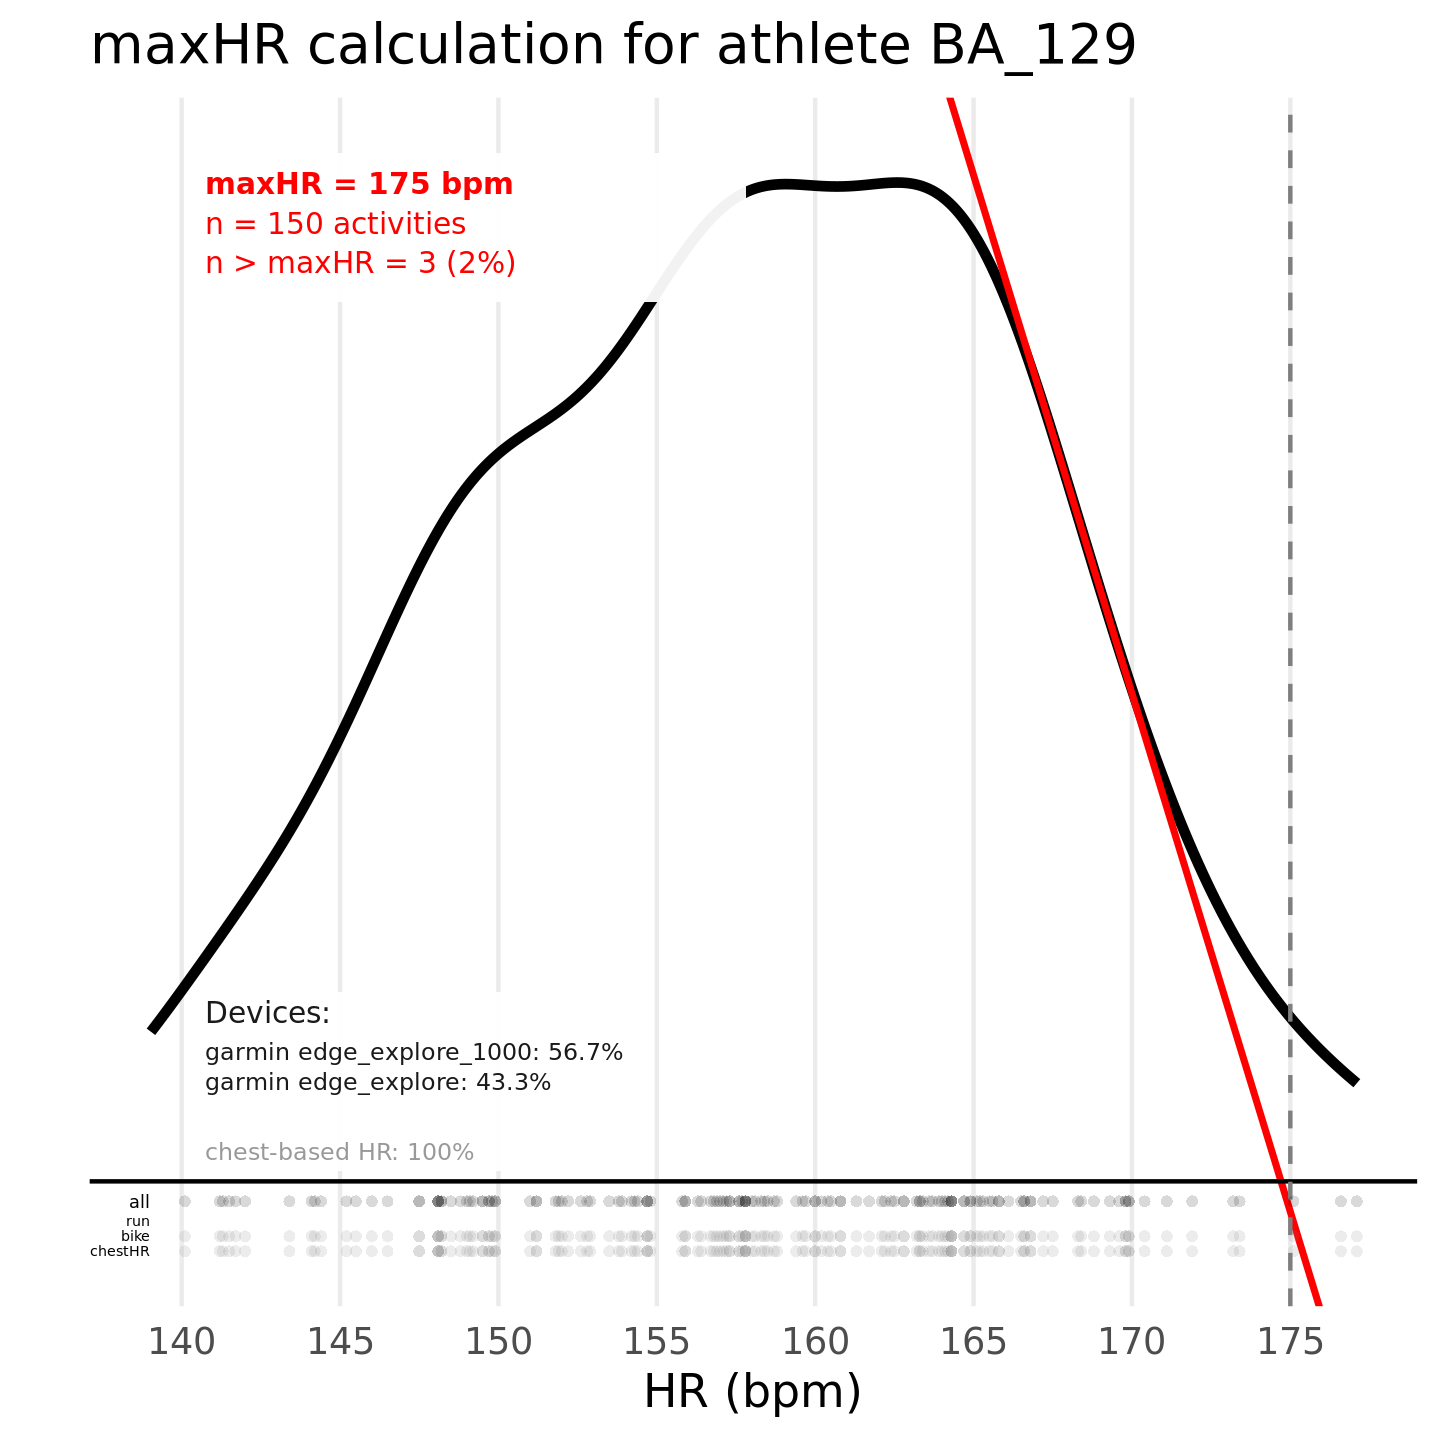 maxHR calculation for athlete BA_129
maxHR = 175 bpm
n = 150 activities
n > maxHR = 3 (2%)
Devices:
garmin edge_explore_1000: 56.7%
garmin edge_explore: 43.3%
chest-based HR: 100%
all
run
bike
chestHR
140 145 150 155 160 165 170 175
HR (bpm)